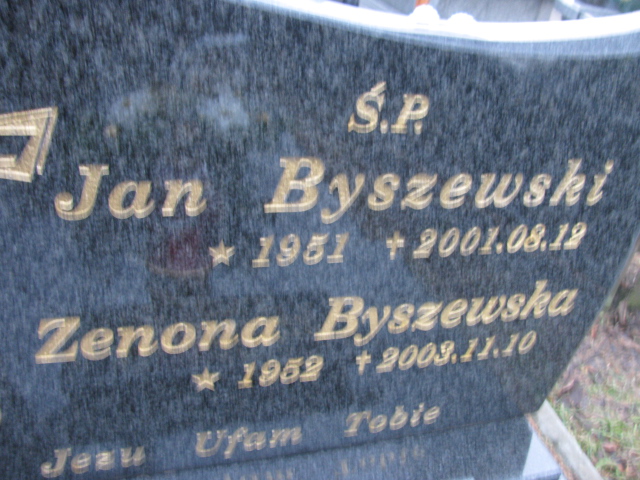 Ś.P.
Jan Byszewski
★ 1951 ✝ 2001.08.12
Zenona Byszewska
★ 1952 ✝ 2003.11.10
Jezu Ufam Tobie